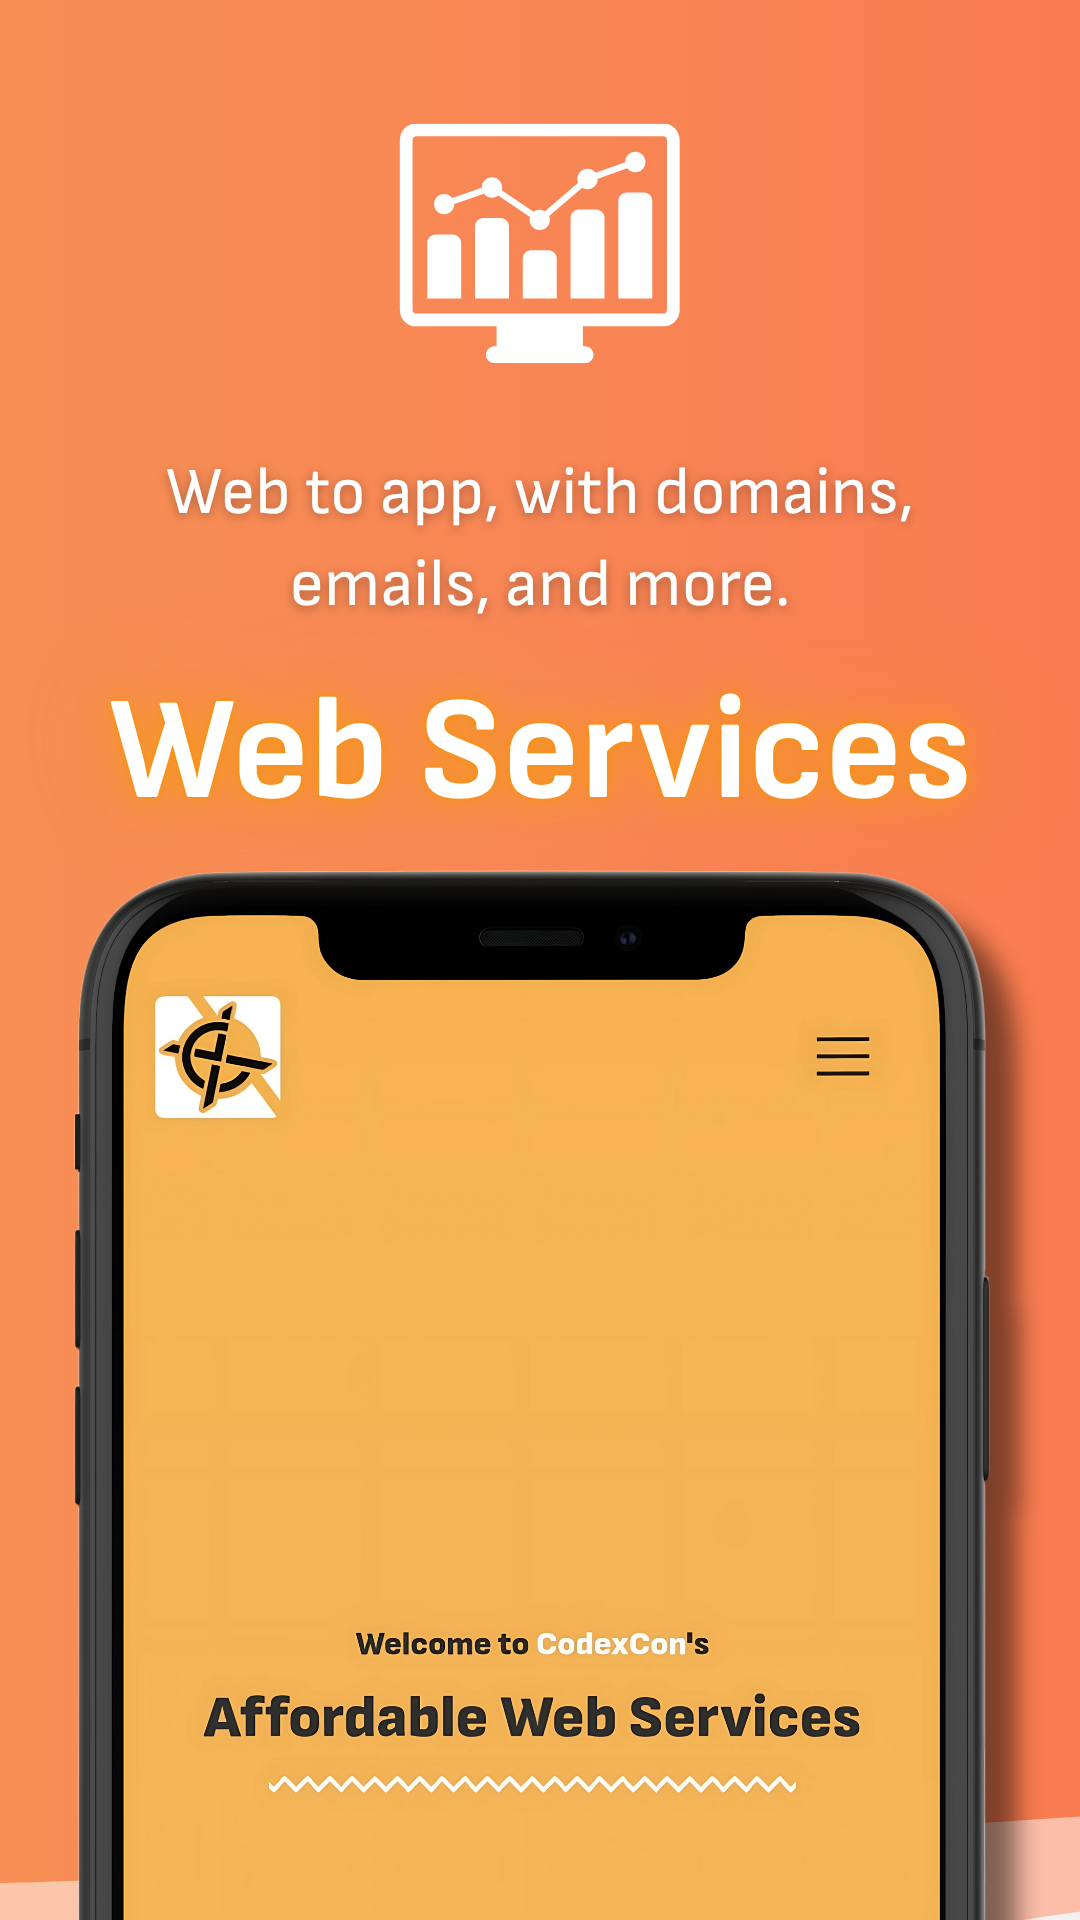 Web to app, with domains,
emails, and more.
Web Services
Welcome to CodexCon's
Affordable Web Services